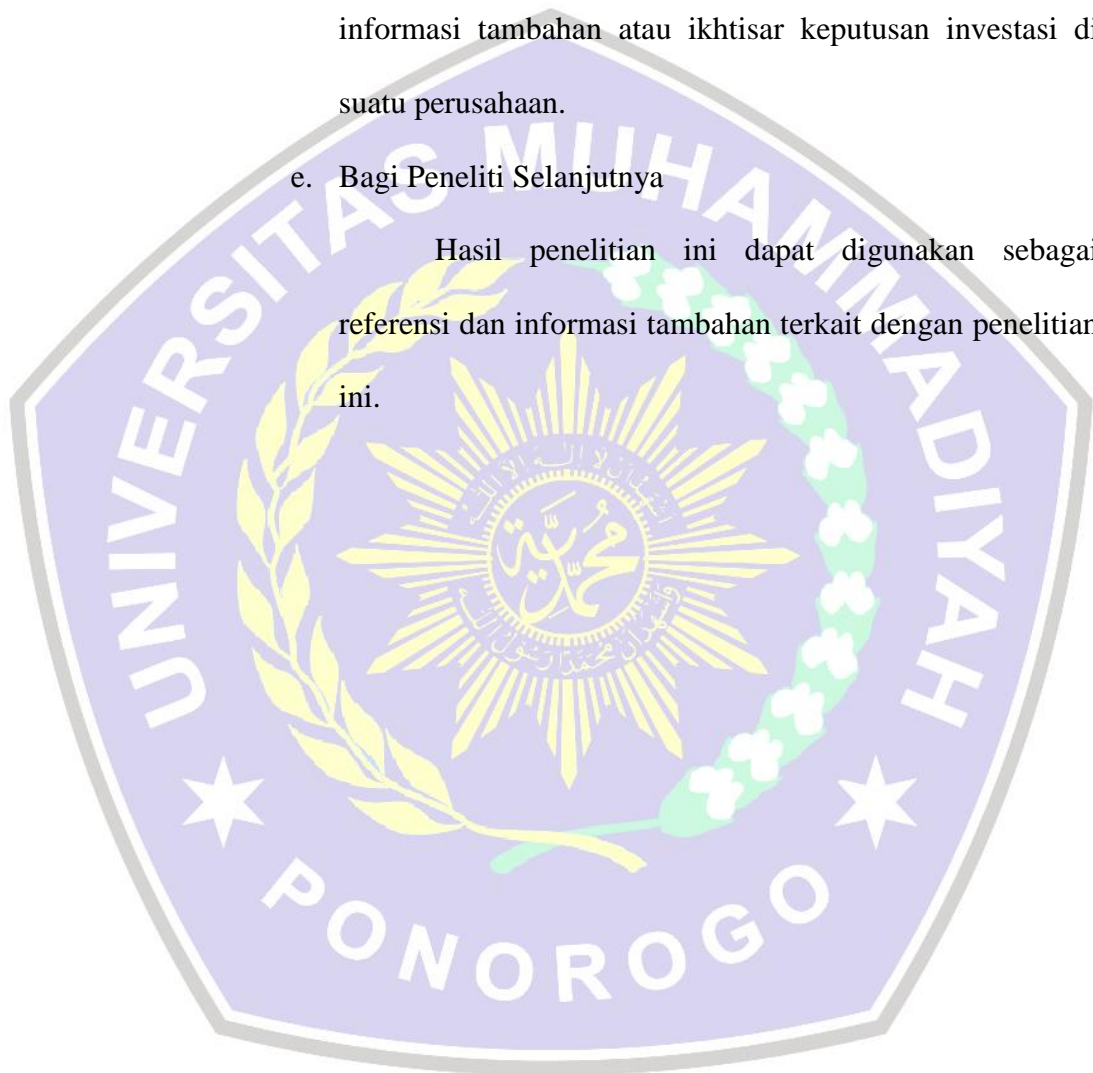 informasi tambahan atau ikhtisar keputusan investasi di
suatu perusahaan.
e. Bagi Peneliti Selanjutnya
Hasil penelitian ini dapat digunakan sebagai
referensi dan informasi tambahan terkait dengan penelitian
ini.
UNIVERSITAS MUHAMMADIYAH
PONOROGO